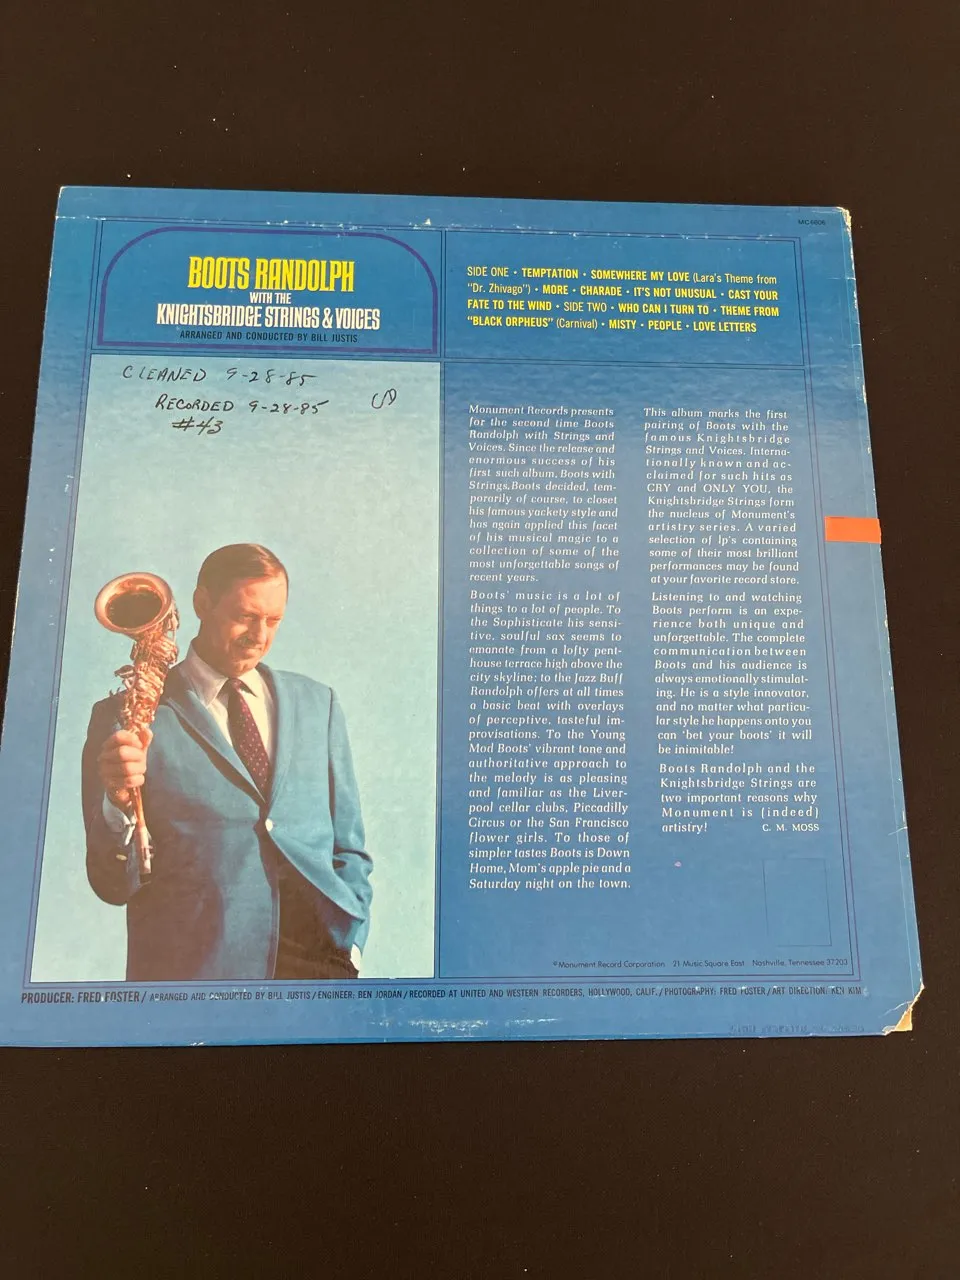 MC 6806
BOOTS RANDOLPH
WITH THE
KNIGHTSBRIDGE STRINGS & VOICES
ARRANGED AND CONDUCTED BY BILL JUSTIS
SIDE ONE • TEMPTATION • SOMEWHERE MY LOVE (Lara's Theme from
"Dr. Zhivago") • MORE • CHARADE • IT'S NOT UNUSUAL • CAST YOUR
FATE TO THE WIND • SIDE TWO • WHO CAN I TURN TO • THEME FROM
"BLACK ORPHEUS" (Carnival) • MISTY • PEOPLE • LOVE LETTERS
CLEANED 9-28-85
RECORDED 9-28-85
#43
Monument Records presents
for the second time Boots
Randolph with Strings and
Voices. Since the release and
enormous success of his
first such album, Boots with
Strings, Boots decided, tem-
porarily of course, to closet
his famous yackety style and
has again applied this facet
of his musical magic to a
collection of some of the
most unforgettable songs of
recent years.
Boots' music is a lot of
things to a lot of people. To
the Sophisticate his sensi-
tive, soulful sax seems to
emanate from a lofty pent-
house terrace high above the
city skyline; to the Jazz Buff
Randolph offers at all times
a basic beat with overlays
of perceptive, tasteful im-
provisations. To the Young
Mod Boots' vibrant tone and
authoritative approach to
the melody is as pleasing
and familiar as the Liver-
pool cellar clubs, Piccadilly
Circus or the San Francisco
flower girls. To those of
simpler tastes Boots is Down
Home, Mom's apple pie and a
Saturday night on the town.
This album marks the first
pairing of Boots with the
famous Knightsbridge
Strings and Voices. Interna-
tionally known and ac-
claimed for such hits as
CRY and ONLY YOU, the
Knightsbridge Strings form
the nucleus of Monument's
artistry series. A varied
selection of lp's containing
some of their most brilliant
performances may be found
at your favorite record store.
Listening to and watching
Boots perform is an expe-
rience both unique and
unforgettable. The complete
communication between
Boots and his audience is
always emotionally stimulat-
ing. He is a style innovator,
and no matter what particu-
lar style he happens onto you
can 'bet your boots' it will
be inimitable!
Boots Randolph and the
Knightsbridge Strings are
two important reasons why
Monument is (indeed)
artistry! C. M. MOSS
© Monument Record Corporation 21 Music Square East Nashville, Tennessee 37203
PRODUCER: FRED FOSTER / ARRANGED AND CONDUCTED BY BILL JUSTIS / ENGINEER: BEN JORDAN / RECORDED AT UNITED AND WESTERN RECORDERS, HOLLYWOOD, CALIF. / PHOTOGRAPHY: FRED FOSTER / ART DIRECTION: KEN KIM